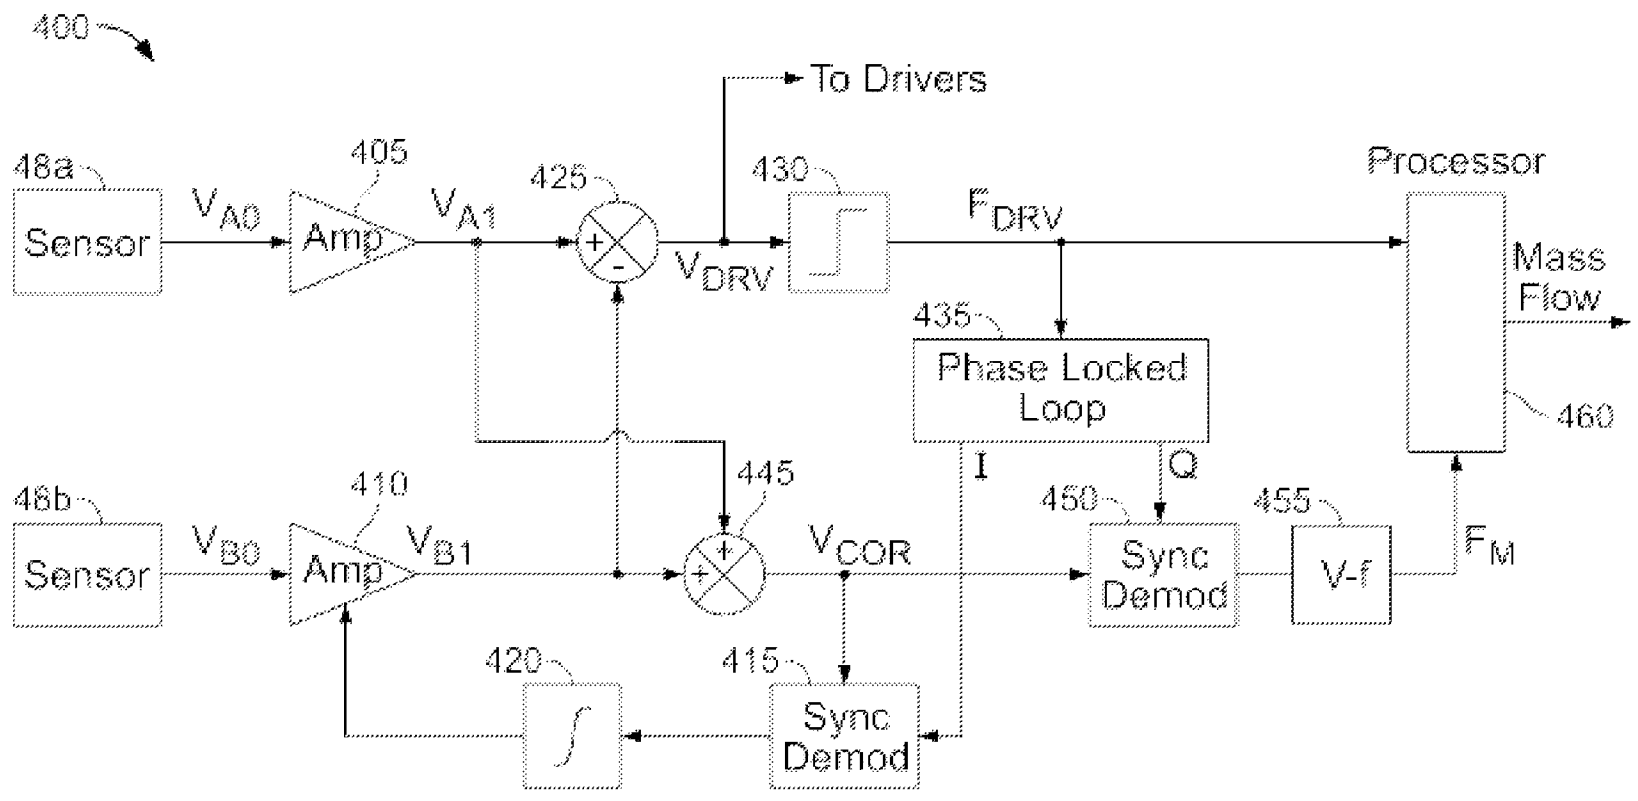 400
To Drivers
48a
405
425
430
Processor
Sensor
VA0
Amp
VA1
+
-
VDRV
FDRV
Mass
Flow
435
Phase Locked
Loop
460
I
Q
48b
410
445
450
455
Sensor
VB0
Amp
VB1
+
+
VCOR
Sync
Demod
V-f
FM
420
415
∫
Sync
Demod